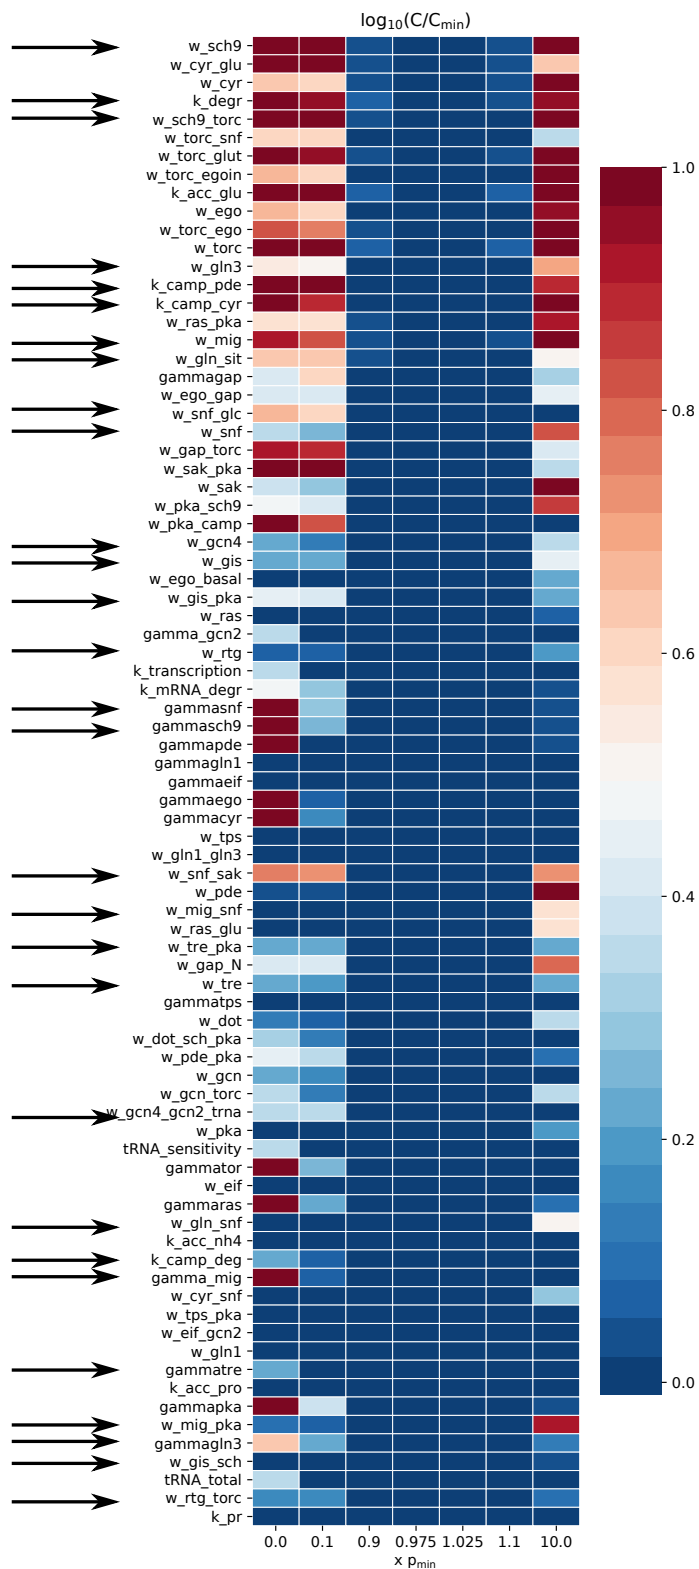 log10(C/Cmin)
w_sch9
w_cyr_glu
w_cyr
k_degr
w_sch9_torc
w_torc_snf
w_torc_glut
w_torc_egoin
k_acc_glu
w_ego
w_torc_ego
w_torc
w_gln3
k_camp_pde
k_camp_cyr
w_ras_pka
w_mig
w_gln_sit
gammagap
w_ego_gap
w_snf_glc
w_snf
w_gap_torc
w_sak_pka
w_sak
w_pka_sch9
w_pka_camp
w_gcn4
w_gis
w_ego_basal
w_gis_pka
w_ras
gamma_gcn2
w_rtg
k_transcription
k_mRNA_degr
gammasnf
gammasch9
gammapde
gammagln1
gammaeif
gammaego
gammacyr
w_tps
w_gln1_gln3
w_snf_sak
w_pde
w_mig_snf
w_ras_glu
w_tre_pka
w_gap_N
w_tre
gammatps
w_dot
w_dot_sch_pka
w_pde_pka
w_gcn
w_gcn_torc
w_gcn4_gcn2_trna
w_pka
tRNA_sensitivity
gammator
w_eif
gammaras
w_gln_snf
k_acc_nh4
k_camp_deg
gamma_mig
w_cyr_snf
w_tps_pka
w_eif_gcn2
w_gln1
gammatre
k_acc_pro
gammapka
w_mig_pka
gammagln3
w_gis_sch
tRNA_total
w_rtg_torc
k_pr
0.0 0.1 0.9 0.975 1.025 1.1 10.0
x pmin
1.0
0.8
0.6
0.4
0.2
0.0